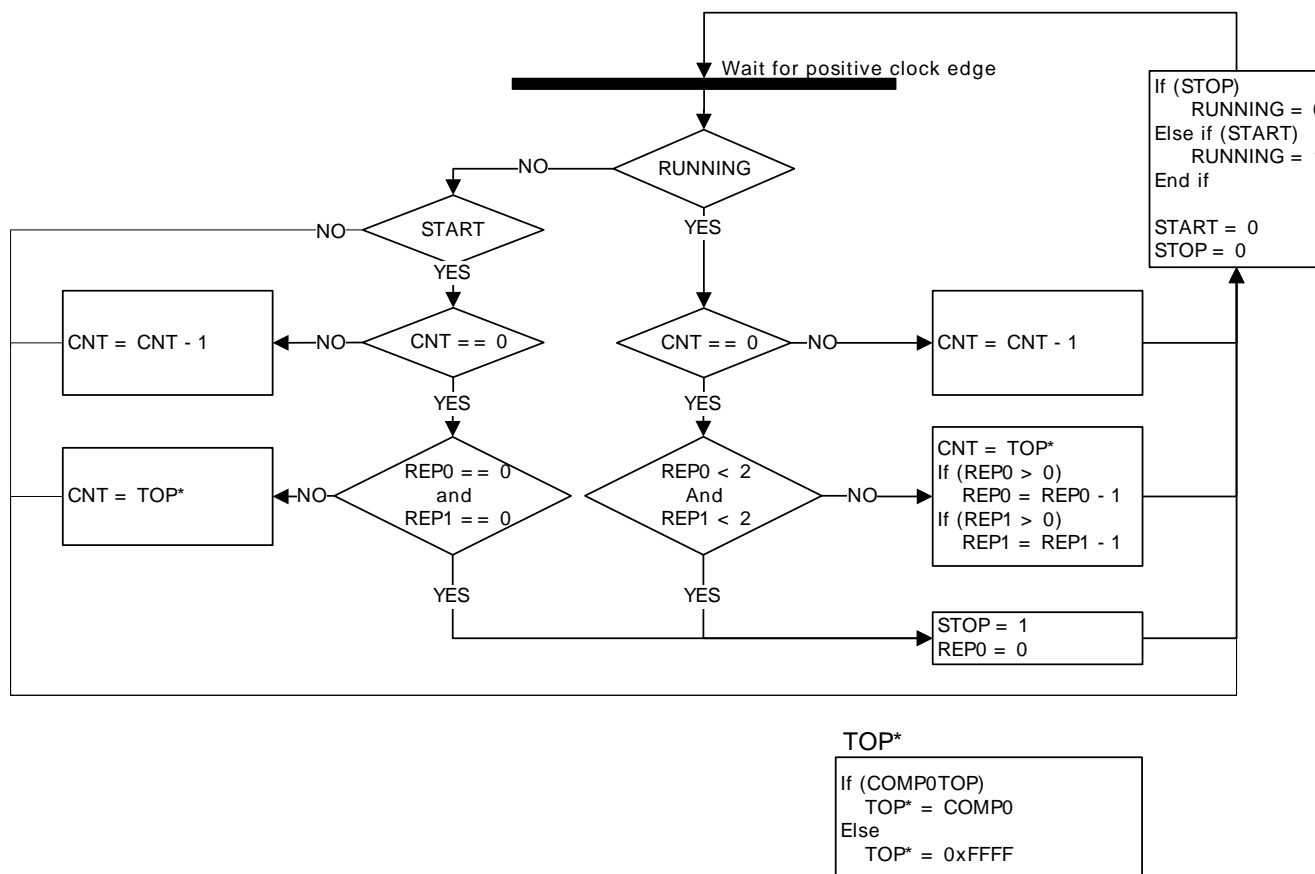 Wait for positive clock edge
If (STOP)
RUNNING =
Else if (START)
RUNNING =
End if
START = 0
STOP = 0
RUNNING
NO
YES
START
NO
YES
CNT = CNT - 1
NO
CNT == 0
YES
CNT == 0
NO
CNT = CNT - 1
YES
CNT = TOP*
NO
REP0 == 0
and
REP1 == 0
YES
REP0 < 2
And
REP1 < 2
NO
YES
CNT = TOP*
If (REP0 > 0)
REP0 = REP0 - 1
If (REP1 > 0)
REP1 = REP1 - 1
STOP = 1
REP0 = 0
TOP*
If (COMP0TOP)
TOP* = COMP0
Else
TOP* = 0xFFFF